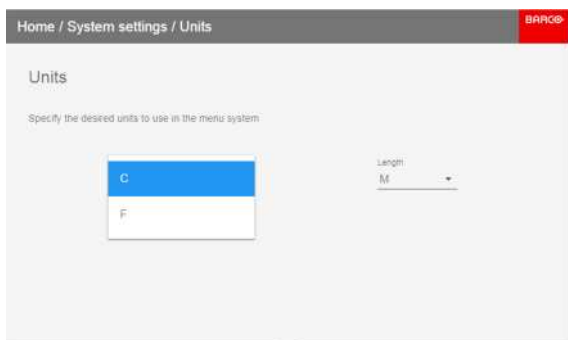 Home / System settings / Units
BARCO
Units
Specify the desired units to use in the menu system
C
F
Length
M